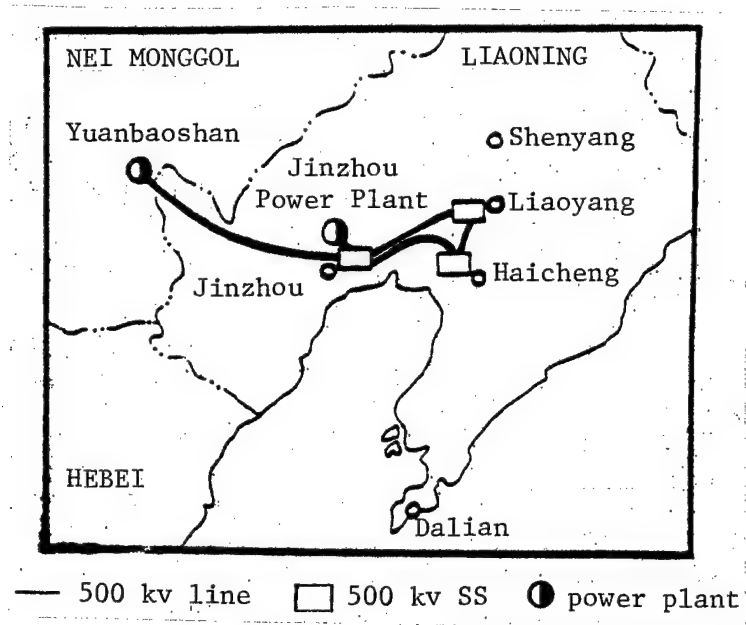 NEI MONGGOL
LIAONING
Yuanbaoshan
Shenyang
Jinzhou
Power Plant
Liaoyang
Jinzhou
Haicheng
HEBEI
Dalian
500 kv line 500 kv SS power plant